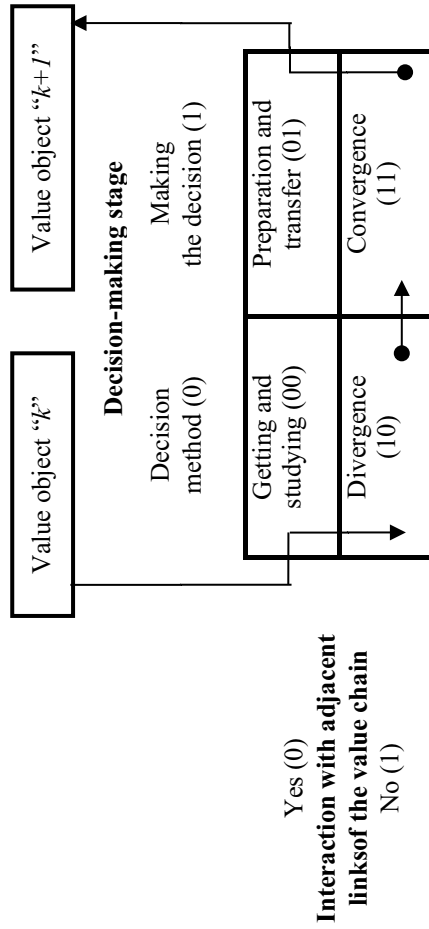 Value object “k”
Value object “k+1”
Decision-making stage
Decision
method (0)
Making
the decision (1)
Interaction with adjacent
linksof the value chain
Yes (0)
No (1)
Getting and
studying (00)
Preparation and
transfer (01)
Divergence
(10)
Convergence
(11)